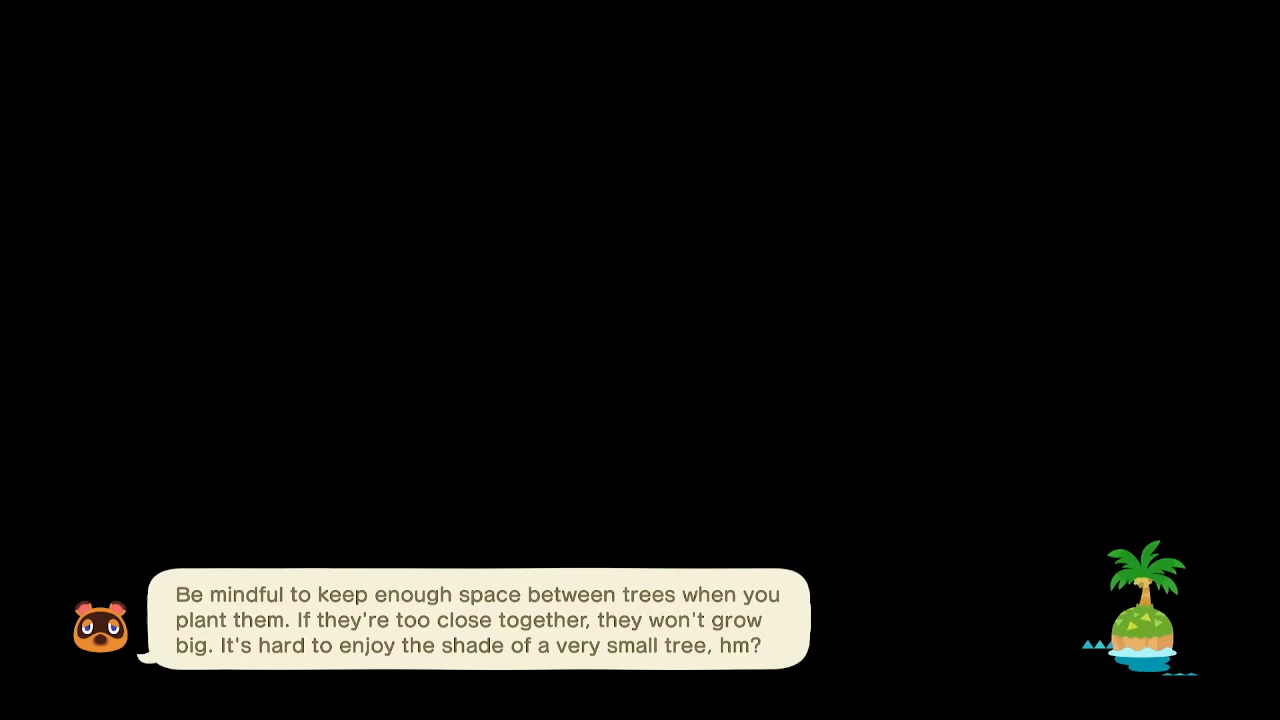 Be mindful to keep enough space between trees when you
plant them. If they're too close together, they won't grow
big. It's hard to enjoy the shade of a very small tree, hm?